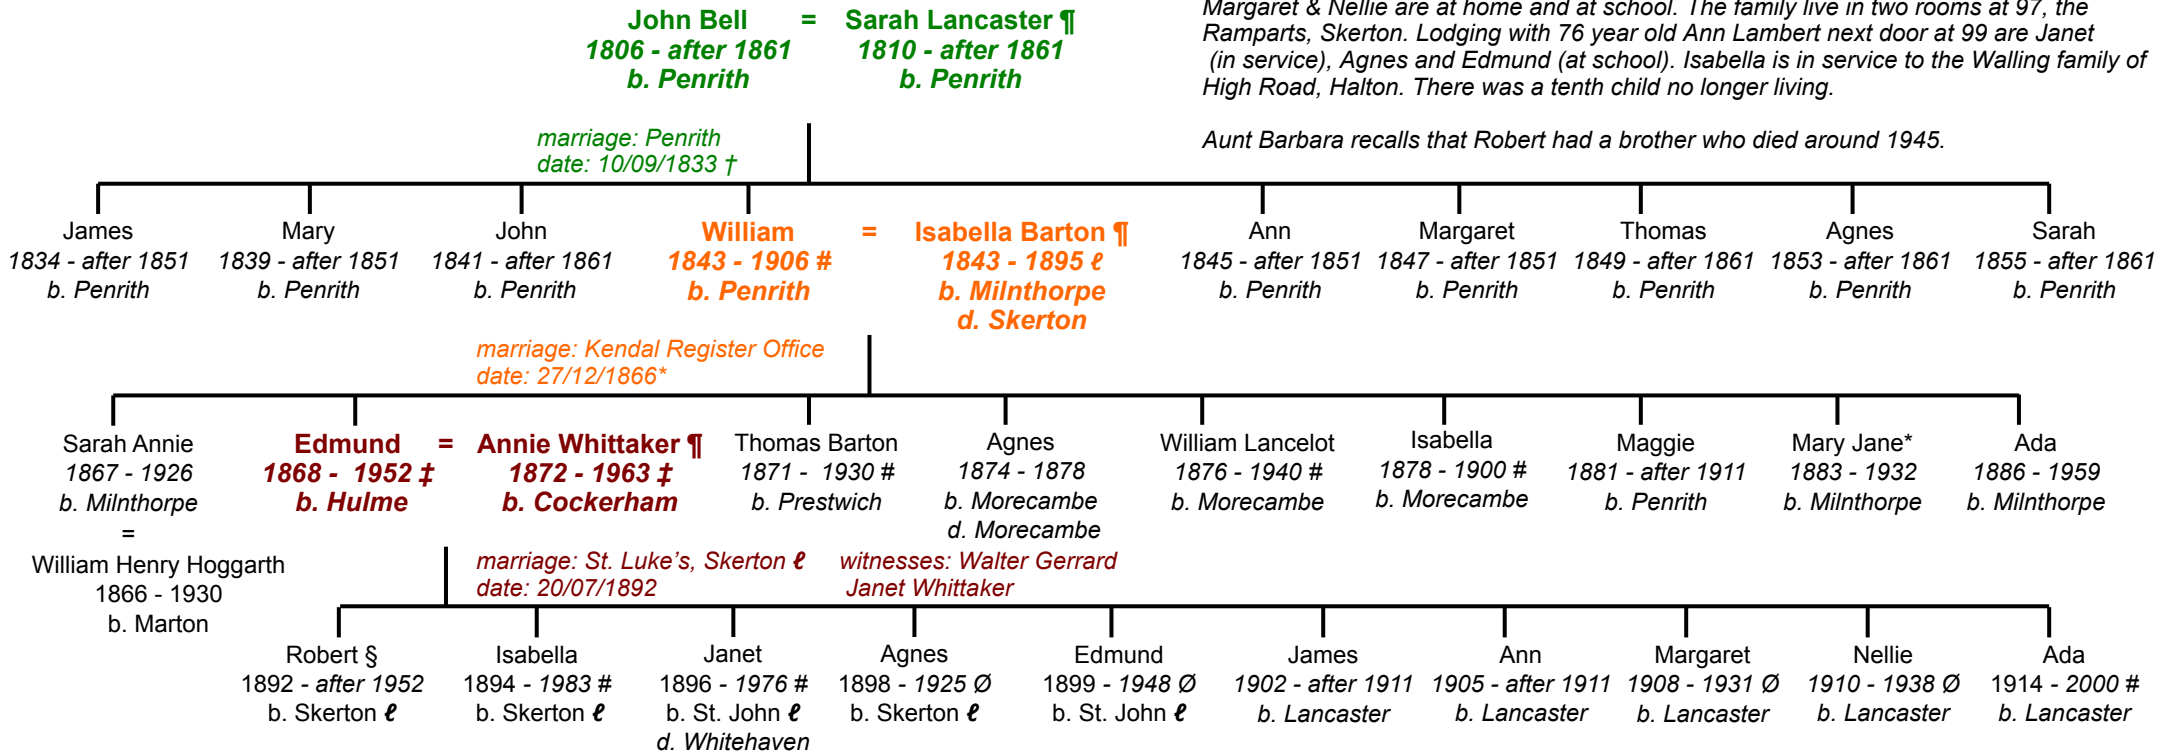 Margaret & Nellie are at home and at school. The family live in two rooms at 97, the
Ramparts, Skerton. Lodging with 76 year old Ann Lambert next door at 99 are Janet
(in service), Agnes and Edmund (at school). Isabella is in service to the Walling family of
High Road, Halton. There was a tenth child no longer living.
Aunt Barbara recalls that Robert had a brother who died around 1945.
John Bell = Sarah Lancaster ¶
1806 - after 1861 1810 - after 1861
b. Penrith b. Penrith
marriage: Penrith
date: 10/09/1833 †
James Mary John William = Isabella Barton ¶ Ann Margaret Thomas Agnes Sarah
1834 - after 1851 1839 - after 1851 1841 - after 1861 1843 - 1906 # 1843 - 1895 ℓ 1845 - after 1851 1847 - after 1851 1849 - after 1861 1853 - after 1861 1855 - after 1861
b. Penrith b. Penrith b. Penrith b. Penrith b. Milnthorpe b. Penrith b. Penrith b. Penrith b. Penrith b. Penrith
d. Skerton
marriage: Kendal Register Office
date: 27/12/1866*
Sarah Annie Edmund = Annie Whittaker ¶ Thomas Barton Agnes William Lancelot Isabella Maggie Mary Jane* Ada
1867 - 1926 1868 - 1952 ‡ 1872 - 1963 ‡ 1871 - 1930 # 1874 - 1878 1876 - 1940 # 1878 - 1900 # 1881 - after 1911 1883 - 1932 1886 - 1959
b. Milnthorpe b. Hulme b. Cockerham b. Prestwich b. Morecambe b. Morecambe b. Morecambe b. Penrith b. Milnthorpe b. Milnthorpe
d. Morecambe
=
William Henry Hoggarth
1866 - 1930
b. Marton
marriage: St. Luke's, Skerton ℓ witnesses: Walter Gerrard
date: 20/07/1892 Janet Whittaker
Robert § Isabella Janet Agnes Edmund James Ann Margaret Nellie Ada
1892 - after 1952 1894 - 1983 # 1896 - 1976 # 1898 - 1925 Ø 1899 - 1948 Ø 1902 - after 1911 1905 - after 1911 1908 - 1931 Ø 1910 - 1938 Ø 1914 - 2000 #
b. Skerton ℓ b. Skerton ℓ b. St. John ℓ b. Skerton ℓ b. St. John ℓ b. Lancaster b. Lancaster b. Lancaster b. Lancaster b. Lancaster
d. Whitehaven